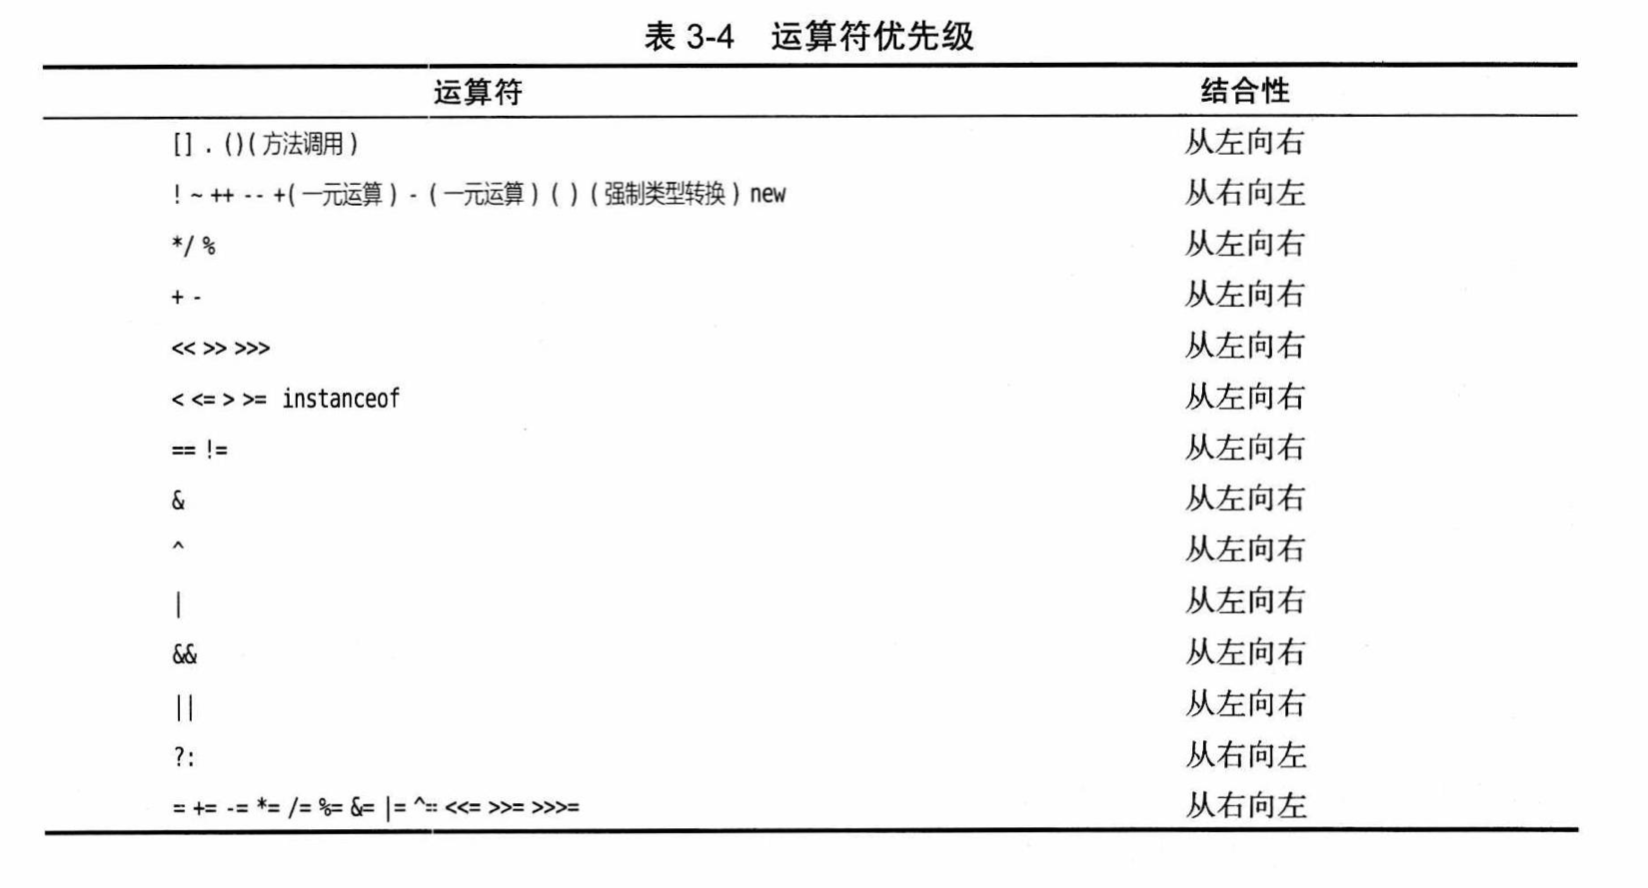 表 3-4 运算符优先级
运算符 结合性
[] . ()(方法调用) 从左向右
! ~ ++ -- +(一元运算) - (一元运算) ( ) (强制类型转换) new 从右向左
*/ % 从左向右
+ - 从左向右
<< >> >>> 从左向右
< <= > >= instanceof 从左向右
== != 从左向右
& 从左向右
^ 从左向右
| 从左向右
&& 从左向右
|| 从左向右
?: 从右向左
= += -= *= /= %= &= |= ^= <<= >>= >>>= 从右向左